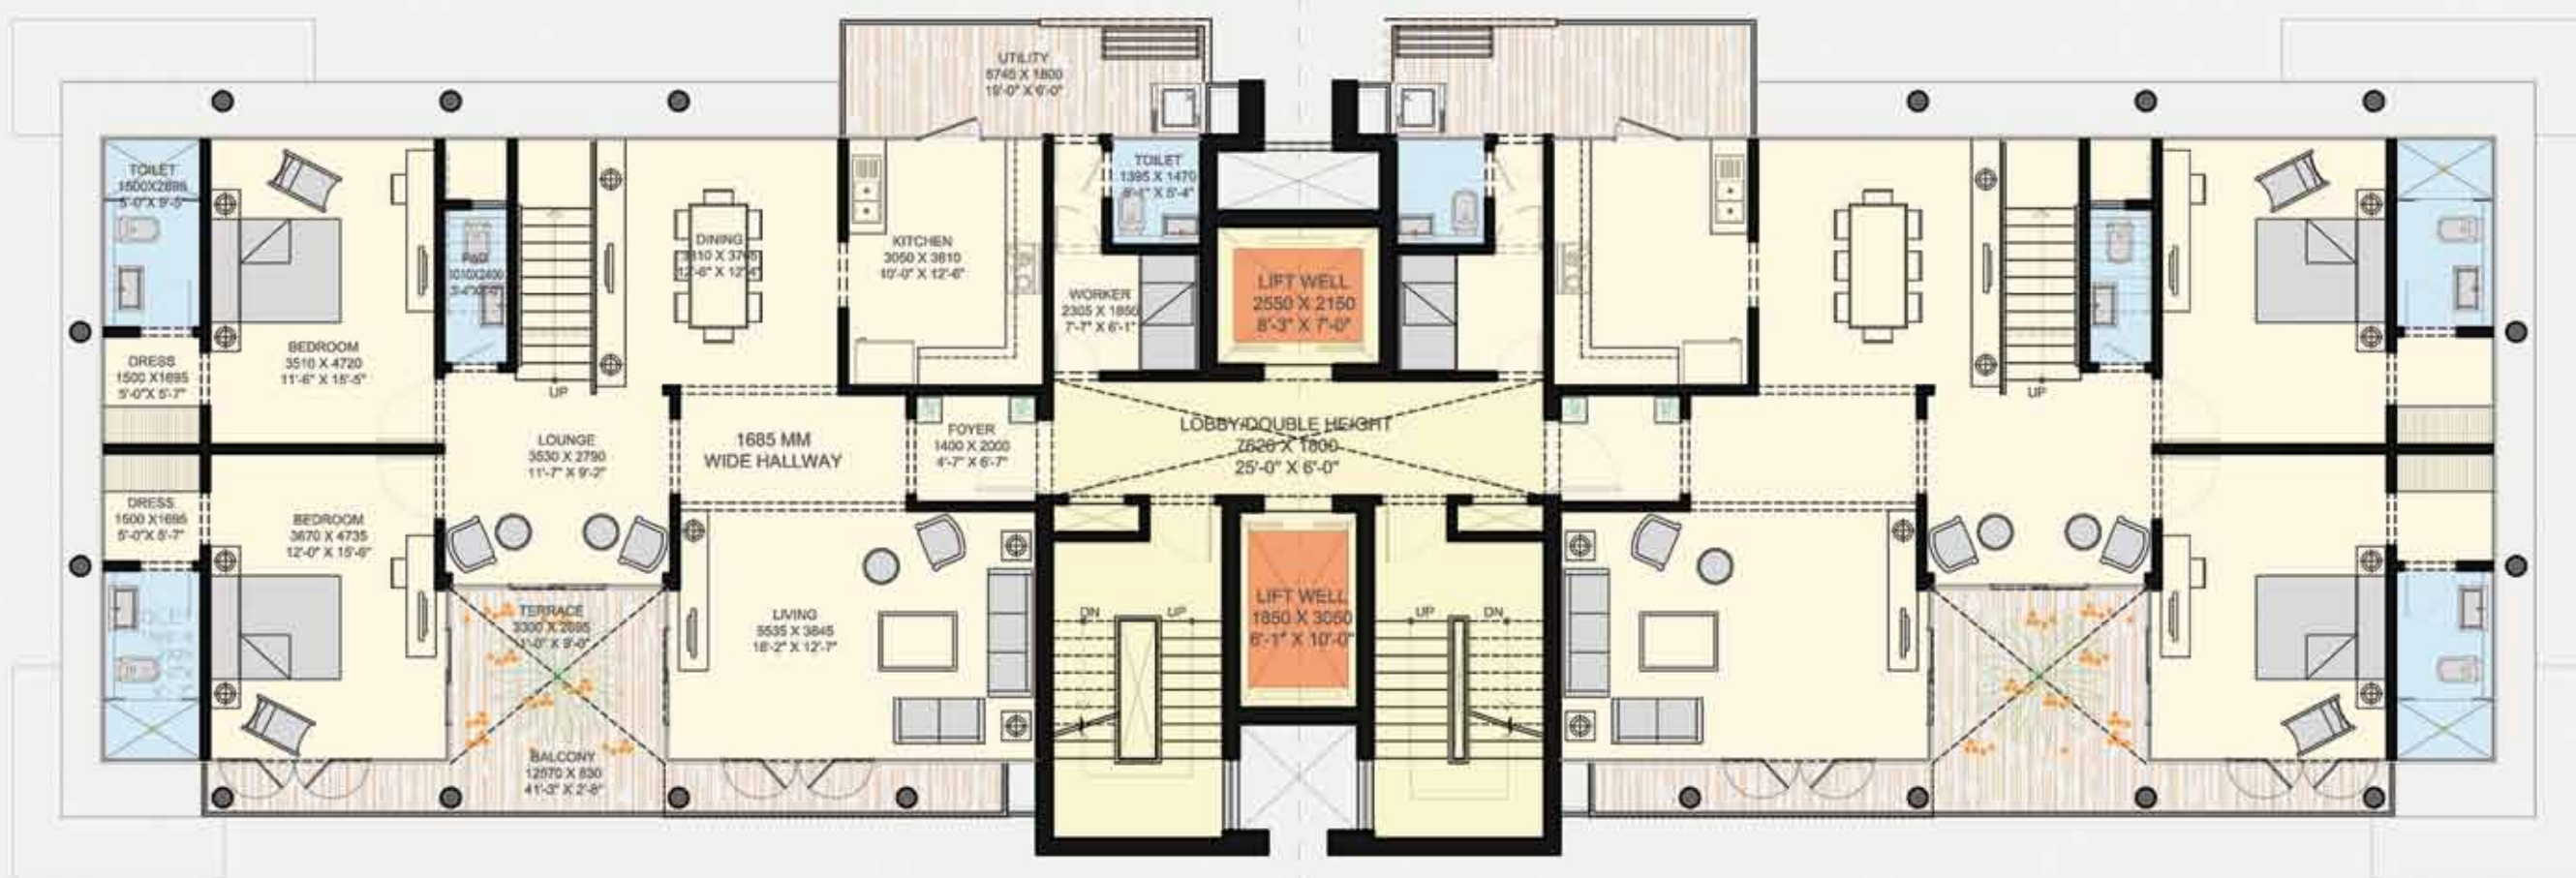 UTILITY
5745 X 1800
19'-0" X 6'-0"
TOILET
1500X2895
5'-0"X 9'-5"
TOILET
1395 X 1470
DINING
KITCHEN
3050 X 3810
10'-0" X 12'-6"
LIFT WELL
2550 X 2150
8'-3" X 7'-0"
WORKER
2305 X 1850
7'-7" X 6'-1"
BEDROOM
3510 X 4720
11'-6" X 15'-5"
DRESS
1500 X1695
5'-0"X 5'-7"
UP
UP
LOUNGE
3530 X 2790
11'-7" X 9'-2"
1685 MM
WIDE HALLWAY
FOYER
1400 X 2000
4'-7" X 6'-7"
LOBBY/DOUBLE HEIGHT
7620 X 1800
25'-0" X 6'-0"
DRESS
1500 X1695
5'-0"X 5'-7"
BEDROOM
3670 X 4735
12'-0" X 15'-6"
TERRACE
LIVING
5535 X 3845
18'-2" X 12'-7"
DN
UP
LIFT WELL
1850 X 3050
6'-1" X 10'-0"
UP
DN
BALCONY
12570 X 830
41'-3" X 2'-8"